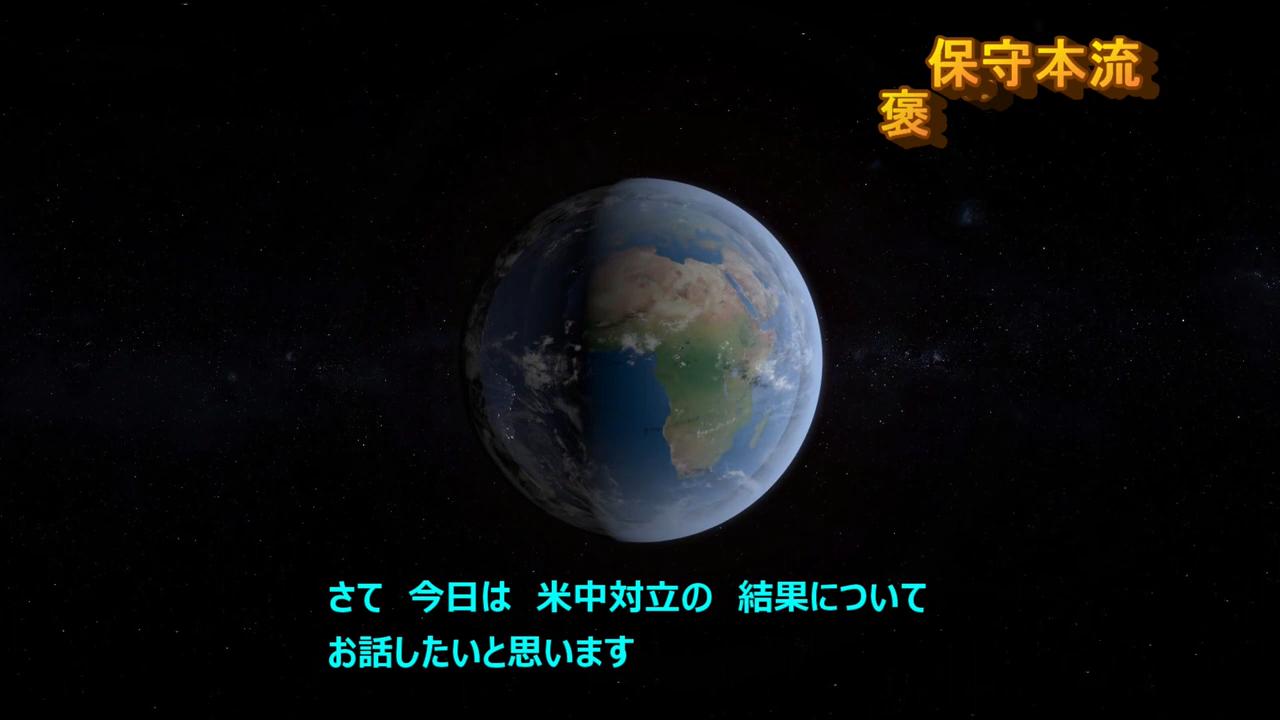 保守本流
褒
さて　今日は　米中対立の　結果について
お話したいと思います